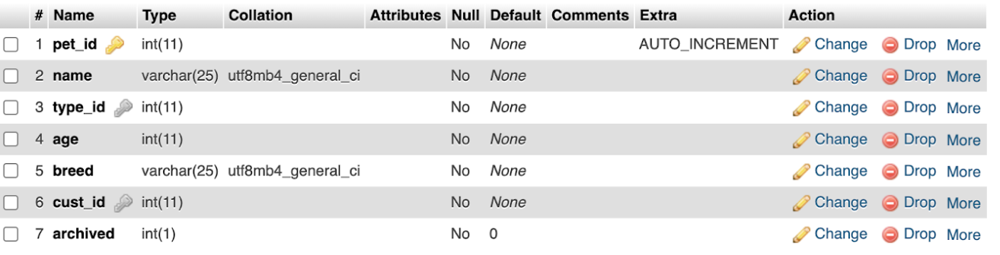 # Name Type Collation Attributes Null Default Comments Extra Action
1 pet_id int(11) No None AUTO_INCREMENT Change Drop More
2 name varchar(25) utf8mb4_general_ci No None Change Drop More
3 type_id int(11) No None Change Drop More
4 age int(11) No None Change Drop More
5 breed varchar(25) utf8mb4_general_ci No None Change Drop More
6 cust_id int(11) No None Change Drop More
7 archived int(1) No 0 Change Drop More